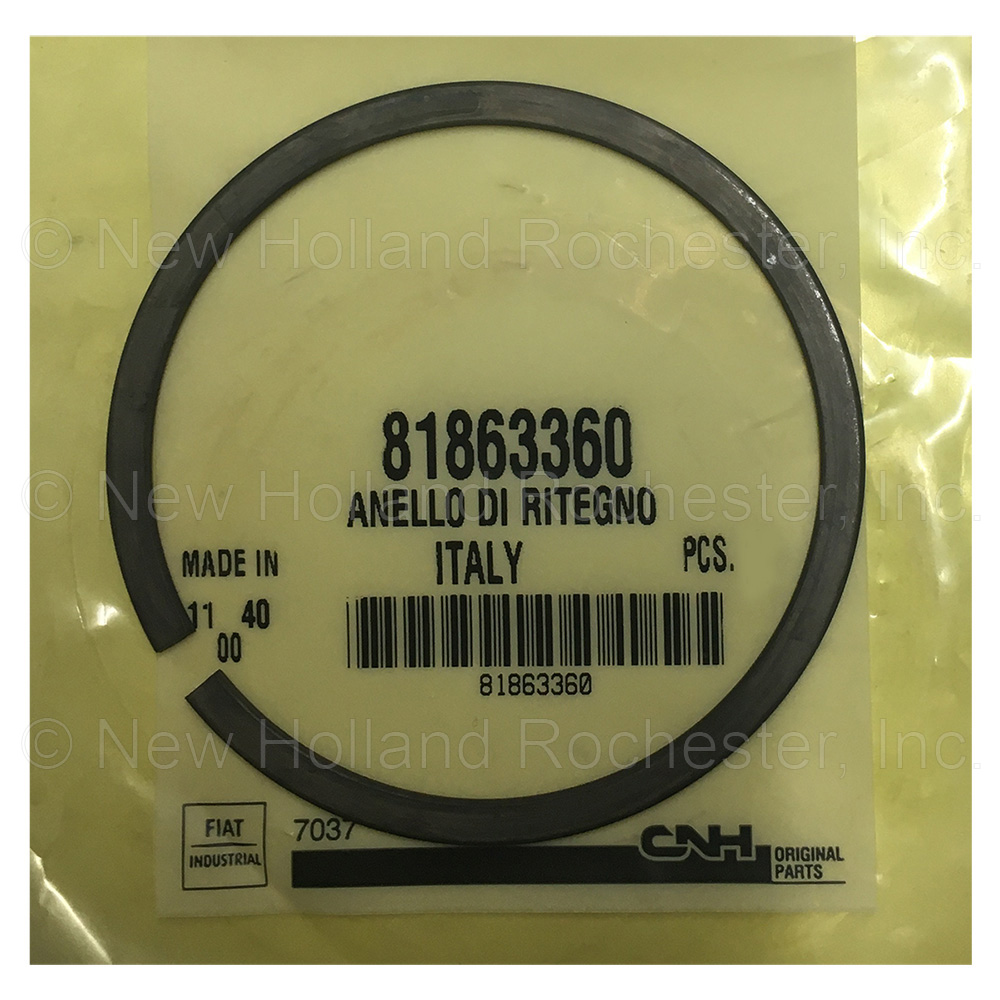 © New Holland Rochester, Inc.
81863360
© New Holland Rochester, Inc.
ANELLO DI RITEGNO
MADE IN ITALY PCS.
11 40
00
81863360
© New Holland Rochester, Inc.
FIAT
INDUSTRIAL
7037
CNH
ORIGINAL
PARTS